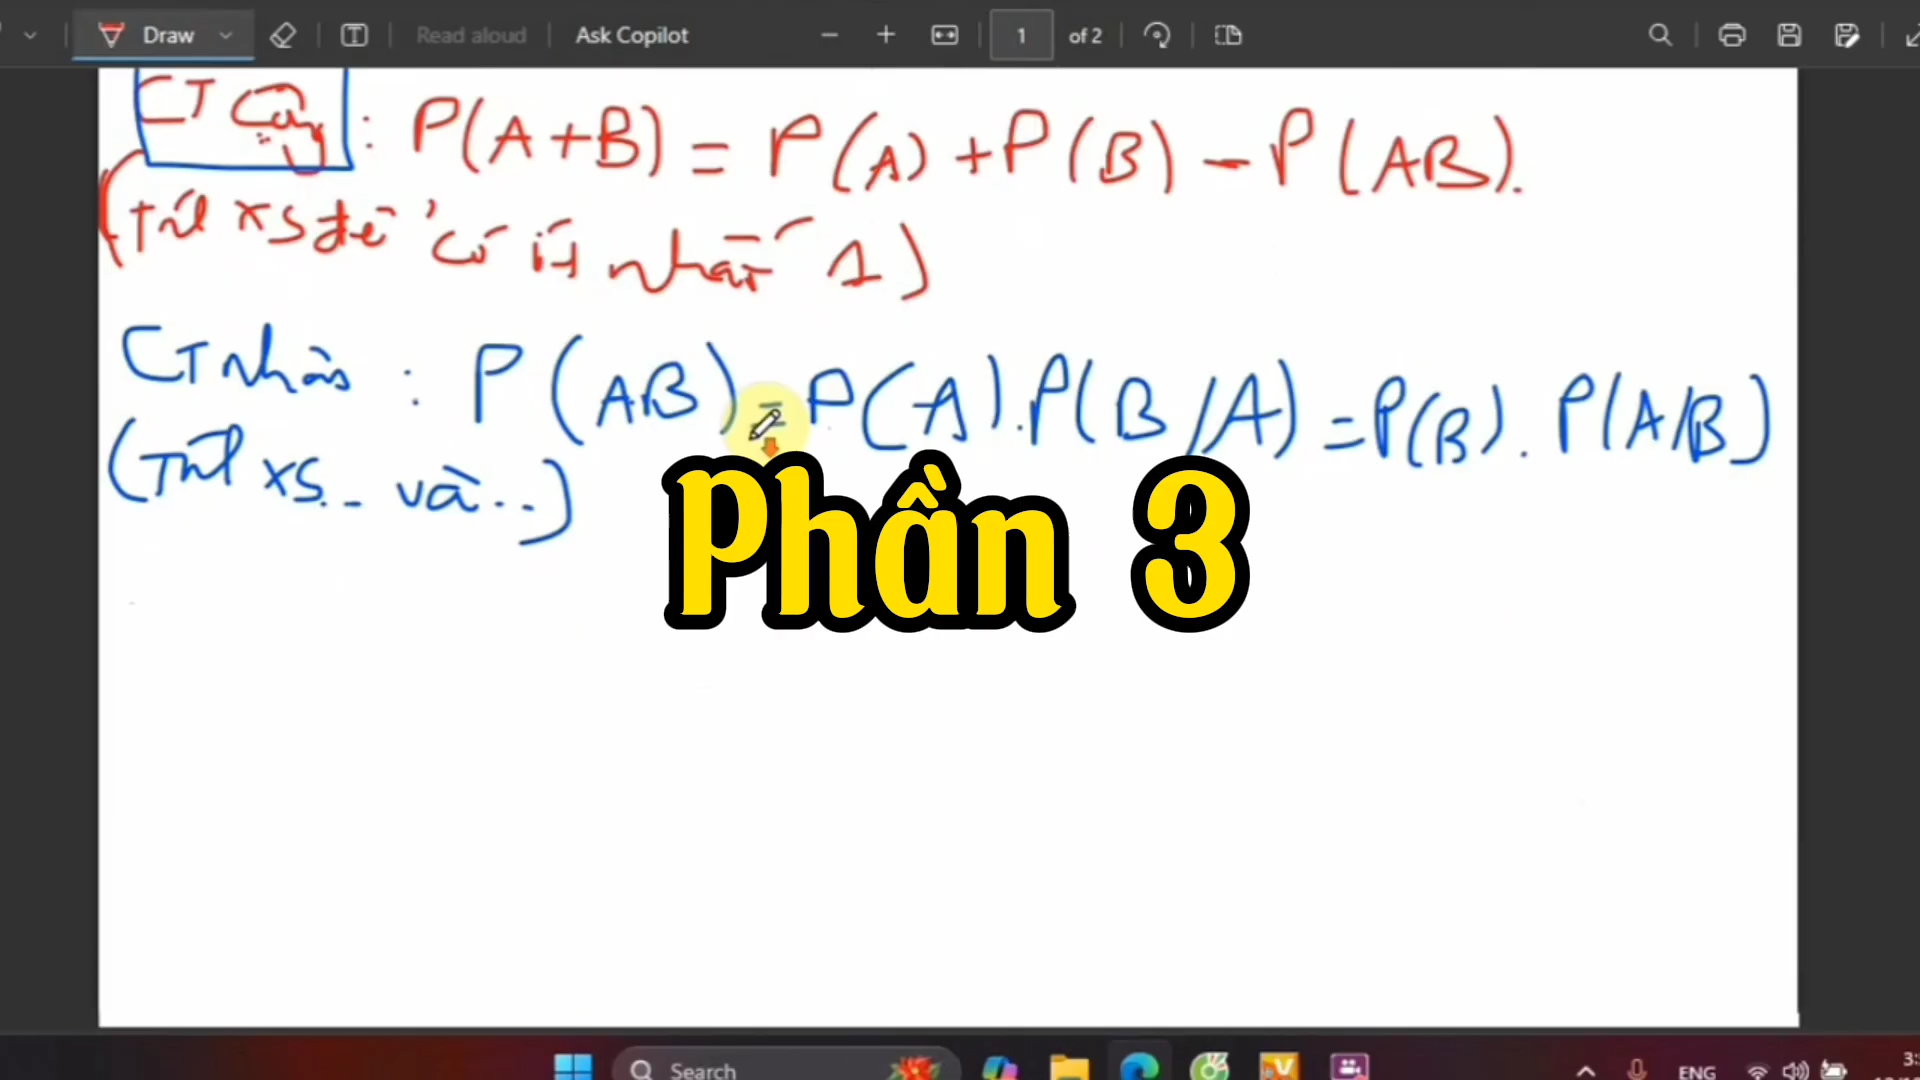 Draw
Read aloud
Ask Copilot
1
of 2
CT Cộng : P(A+B) = P(A) + P(B) - P(AB).
(Tính XS để có ít nhất 1)
CT nhân : P(AB) = P(A).P(B/A) = P(B).P(A/B)
(Tính XS... và...)
Phần 3
Search
ENG